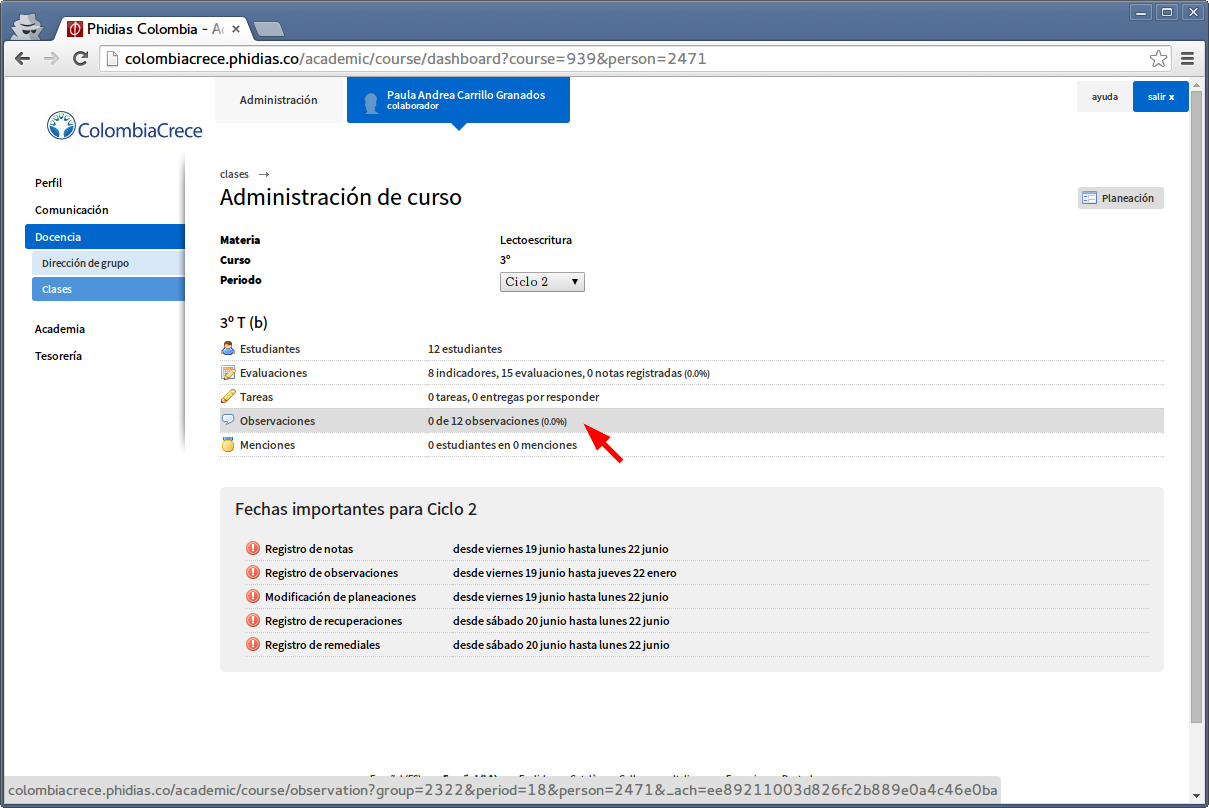 Phidias Colombia - Ac
colombiacrece.phidias.co/academic/course/dashboard?course=939&person=2471
Administración
Paula Andrea Carrillo Granados
colaborador
ayuda
salir x
ColombiaCrece
Perfil
Comunicación
Docencia
Dirección de grupo
Clases
Academia
Tesorería
clases →
Administración de curso
Planeación
Materia Lectoescritura
Curso 3º
Periodo Ciclo 2
3º T (b)
Estudiantes 12 estudiantes
Evaluaciones 8 indicadores, 15 evaluaciones, 0 notas registradas (0.0%)
Tareas 0 tareas, 0 entregas por responder
Observaciones 0 de 12 observaciones (0.0%)
Menciones 0 estudiantes en 0 menciones
Fechas importantes para Ciclo 2
Registro de notas desde viernes 19 junio hasta lunes 22 junio
Registro de observaciones desde viernes 19 junio hasta jueves 22 enero
Modificación de planeaciones desde viernes 19 junio hasta lunes 22 junio
Registro de recuperaciones desde sábado 20 junio hasta lunes 22 junio
Registro de remediales desde sábado 20 junio hasta lunes 22 junio
colombiacrece.phidias.co/academic/course/observation?group=2322&period=18&person=2471&_ach=ee89211003d826fc2b889e0a4c46e0ba